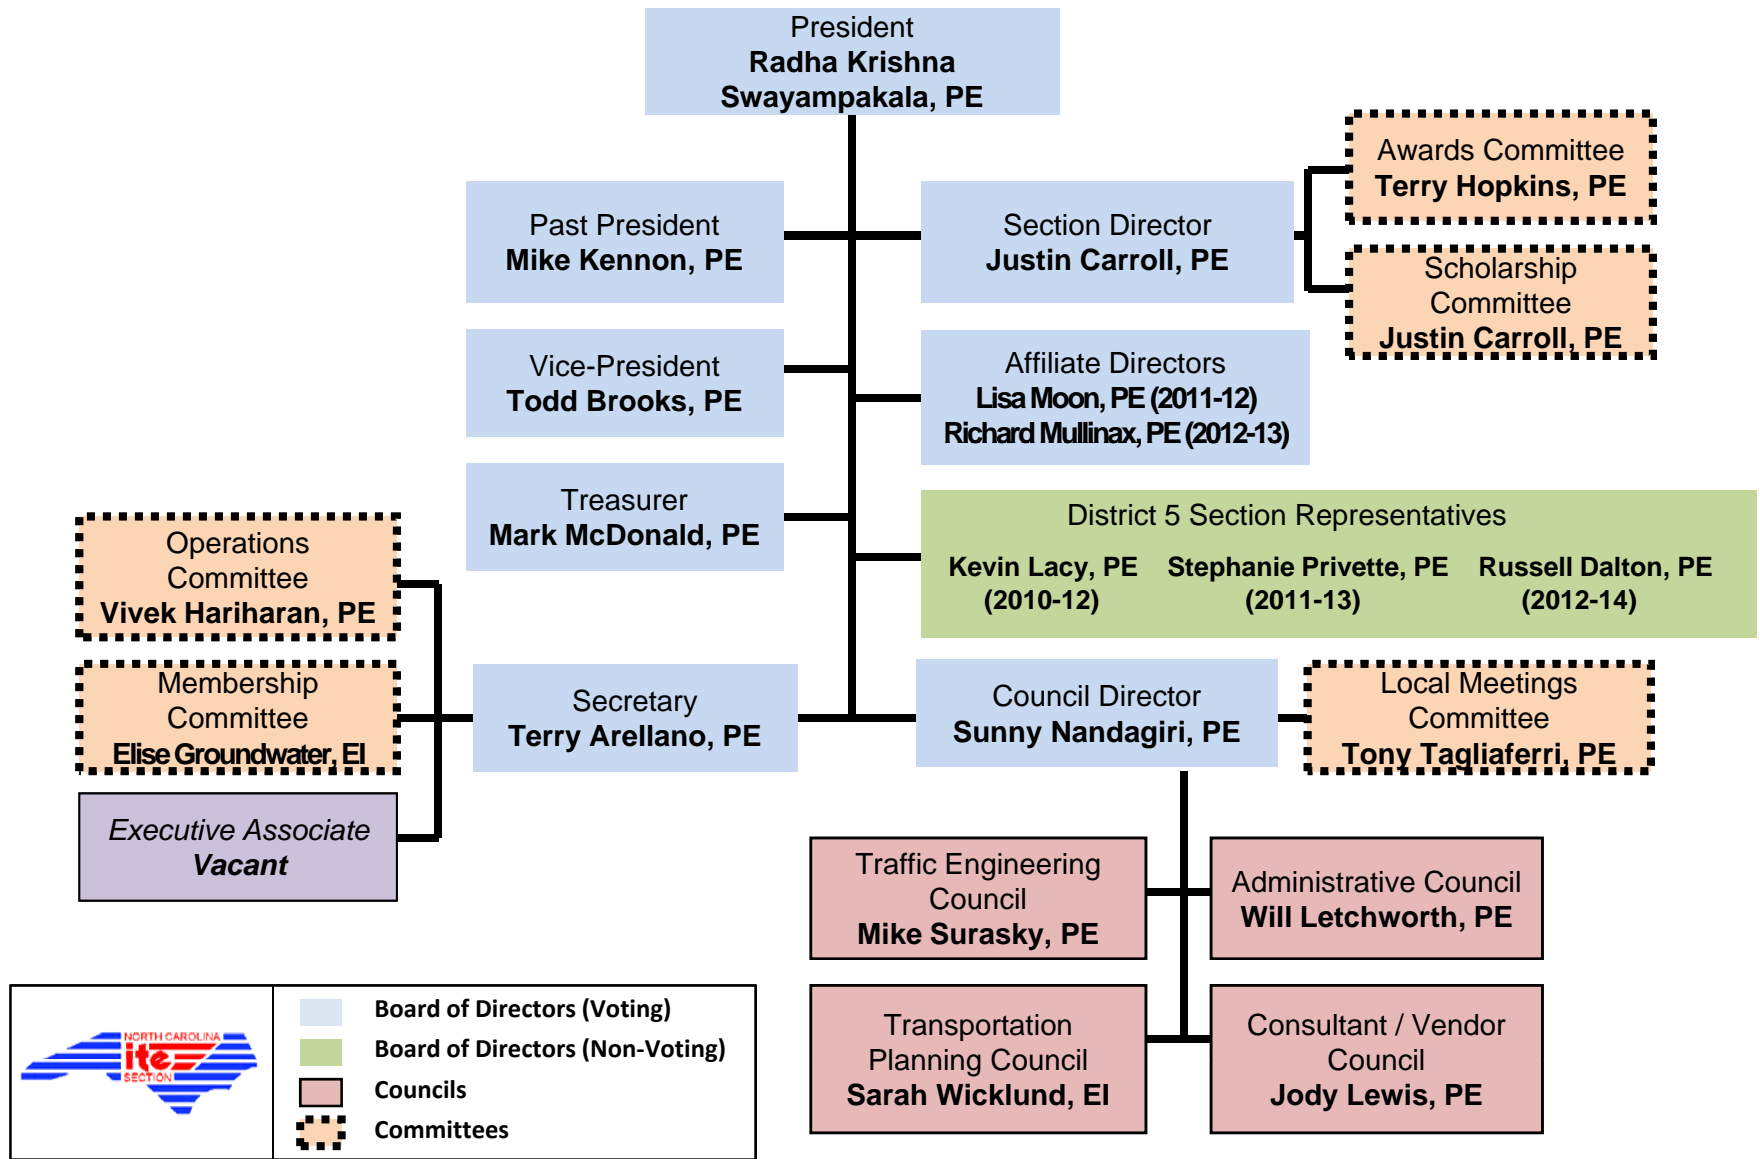 President
Radha Krishna
Swayampakala, PE
Past President
Mike Kennon, PE
Section Director
Justin Carroll, PE
Awards Committee
Terry Hopkins, PE
Scholarship
Committee
Justin Carroll, PE
Vice-President
Todd Brooks, PE
Affiliate Directors
Lisa Moon, PE (2011-12)
Richard Mullinax, PE (2012-13)
Treasurer
Mark McDonald, PE
District 5 Section Representatives
Kevin Lacy, PE Stephanie Privette, PE Russell Dalton, PE
(2010-12) (2011-13) (2012-14)
Operations
Committee
Vivek Hariharan, PE
Membership
Committee
Elise Groundwater, EI
Executive Associate
Vacant
Secretary
Terry Arellano, PE
Council Director
Sunny Nandagiri, PE
Local Meetings
Committee
Tony Tagliaferri, PE
Traffic Engineering
Council
Mike Surasky, PE
Administrative Council
Will Letchworth, PE
Transportation
Planning Council
Sarah Wicklund, EI
Consultant / Vendor
Council
Jody Lewis, PE
NORTH CAROLINA
ite
SECTION
Board of Directors (Voting)
Board of Directors (Non-Voting)
Councils
Committees